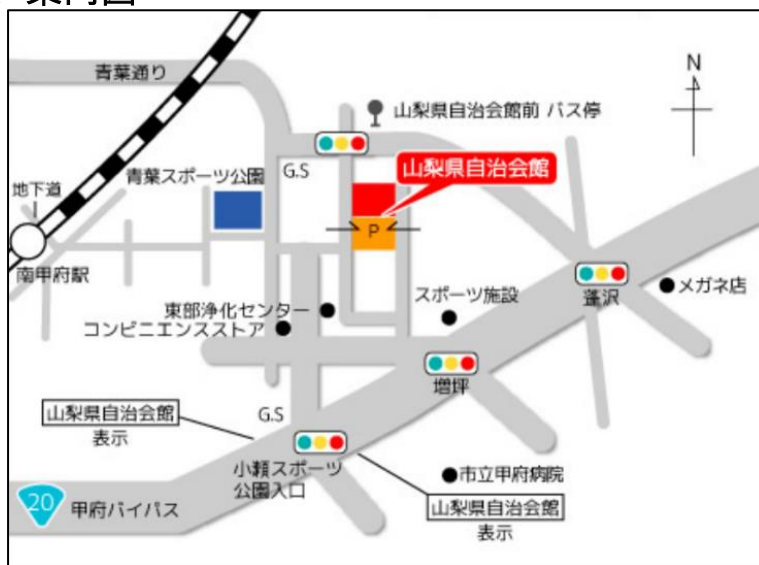 案内図
青葉通り
N
山梨県自治会館前 バス停
G.S
山梨県自治会館
青葉スポーツ公園
地下道
P
南甲府駅
蓬沢
メガネ店
スポーツ施設
東部浄化センター
コンビニエンスストア
増坪
山梨県自治会館
表示
G.S
小瀬スポーツ
公園入口
市立甲府病院
20
甲府バイパス
山梨県自治会館
表示